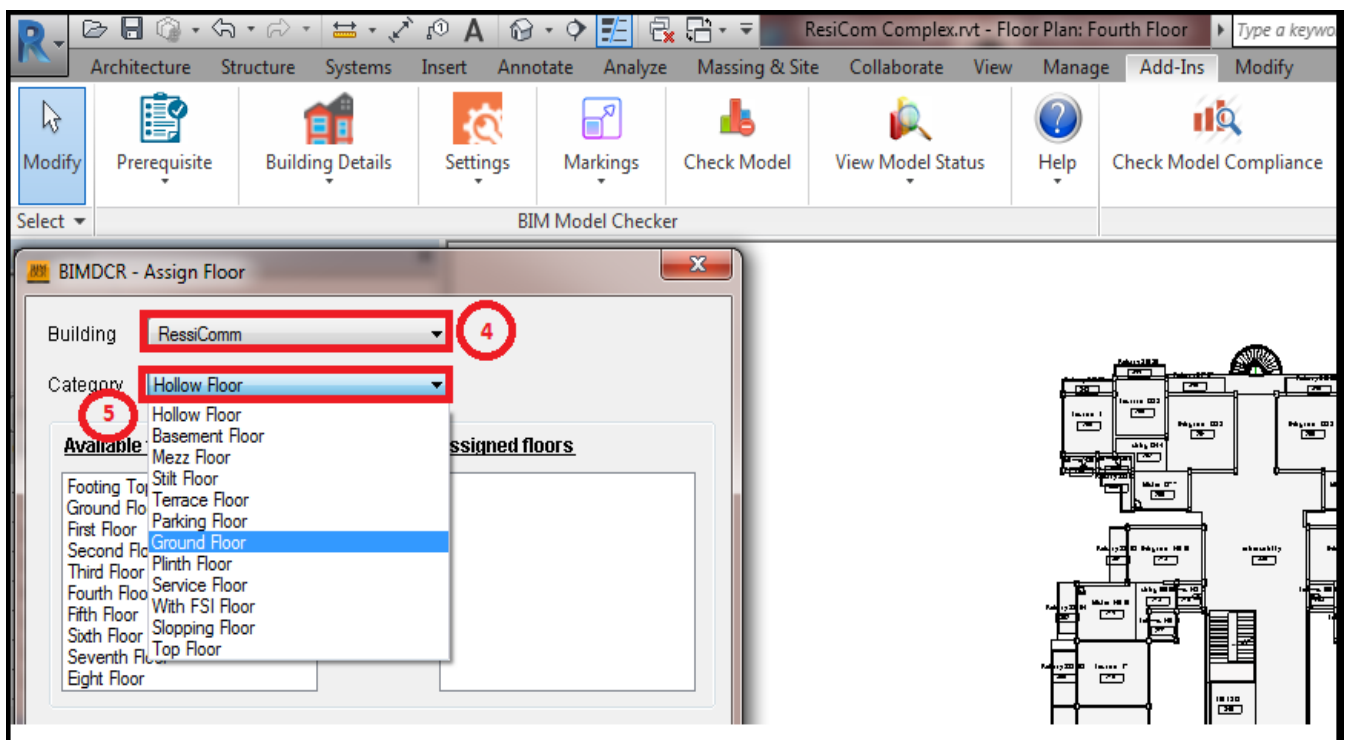 ResiCom Complex.rvt - Floor Plan: Fourth Floor
Type a keywo
Architecture Structure Systems Insert Annotate Analyze Massing & Site Collaborate View Manage Add-Ins Modify
Modify Prerequisite Building Details Settings Markings Check Model View Model Status Help Check Model Compliance
Select BIM Model Checker
BIMDCR - Assign Floor
Building RessiComm 4
Category Hollow Floor
5
Hollow Floor
Basement Floor
Mezz Floor
Stilt Floor
Terrace Floor
Parking Floor
Ground Floor
Plinth Floor
Service Floor
With FSI Floor
Slopping Floor
Top Floor
Available
ssigned floors
Footing Top
Ground Flo
First Floor
Second Flo
Third Floor
Fourth Floo
Fifth Floor
Sixth Floor
Seventh Floor
Eight Floor